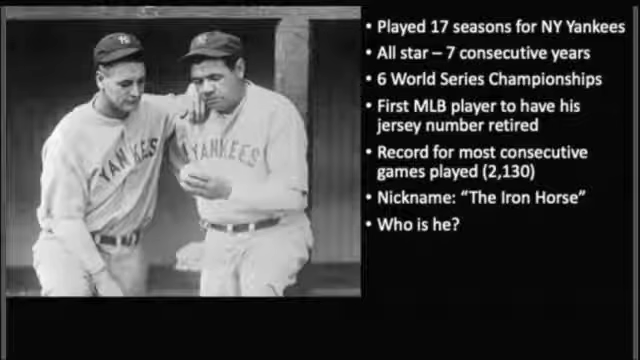 • Played 17 seasons for NY Yankees
• All star – 7 consecutive years
• 6 World Series Championships
• First MLB player to have his
jersey number retired
• Record for most consecutive
games played (2,130)
• Nickname: “The Iron Horse”
• Who is he?
YANKEES
YANKEES